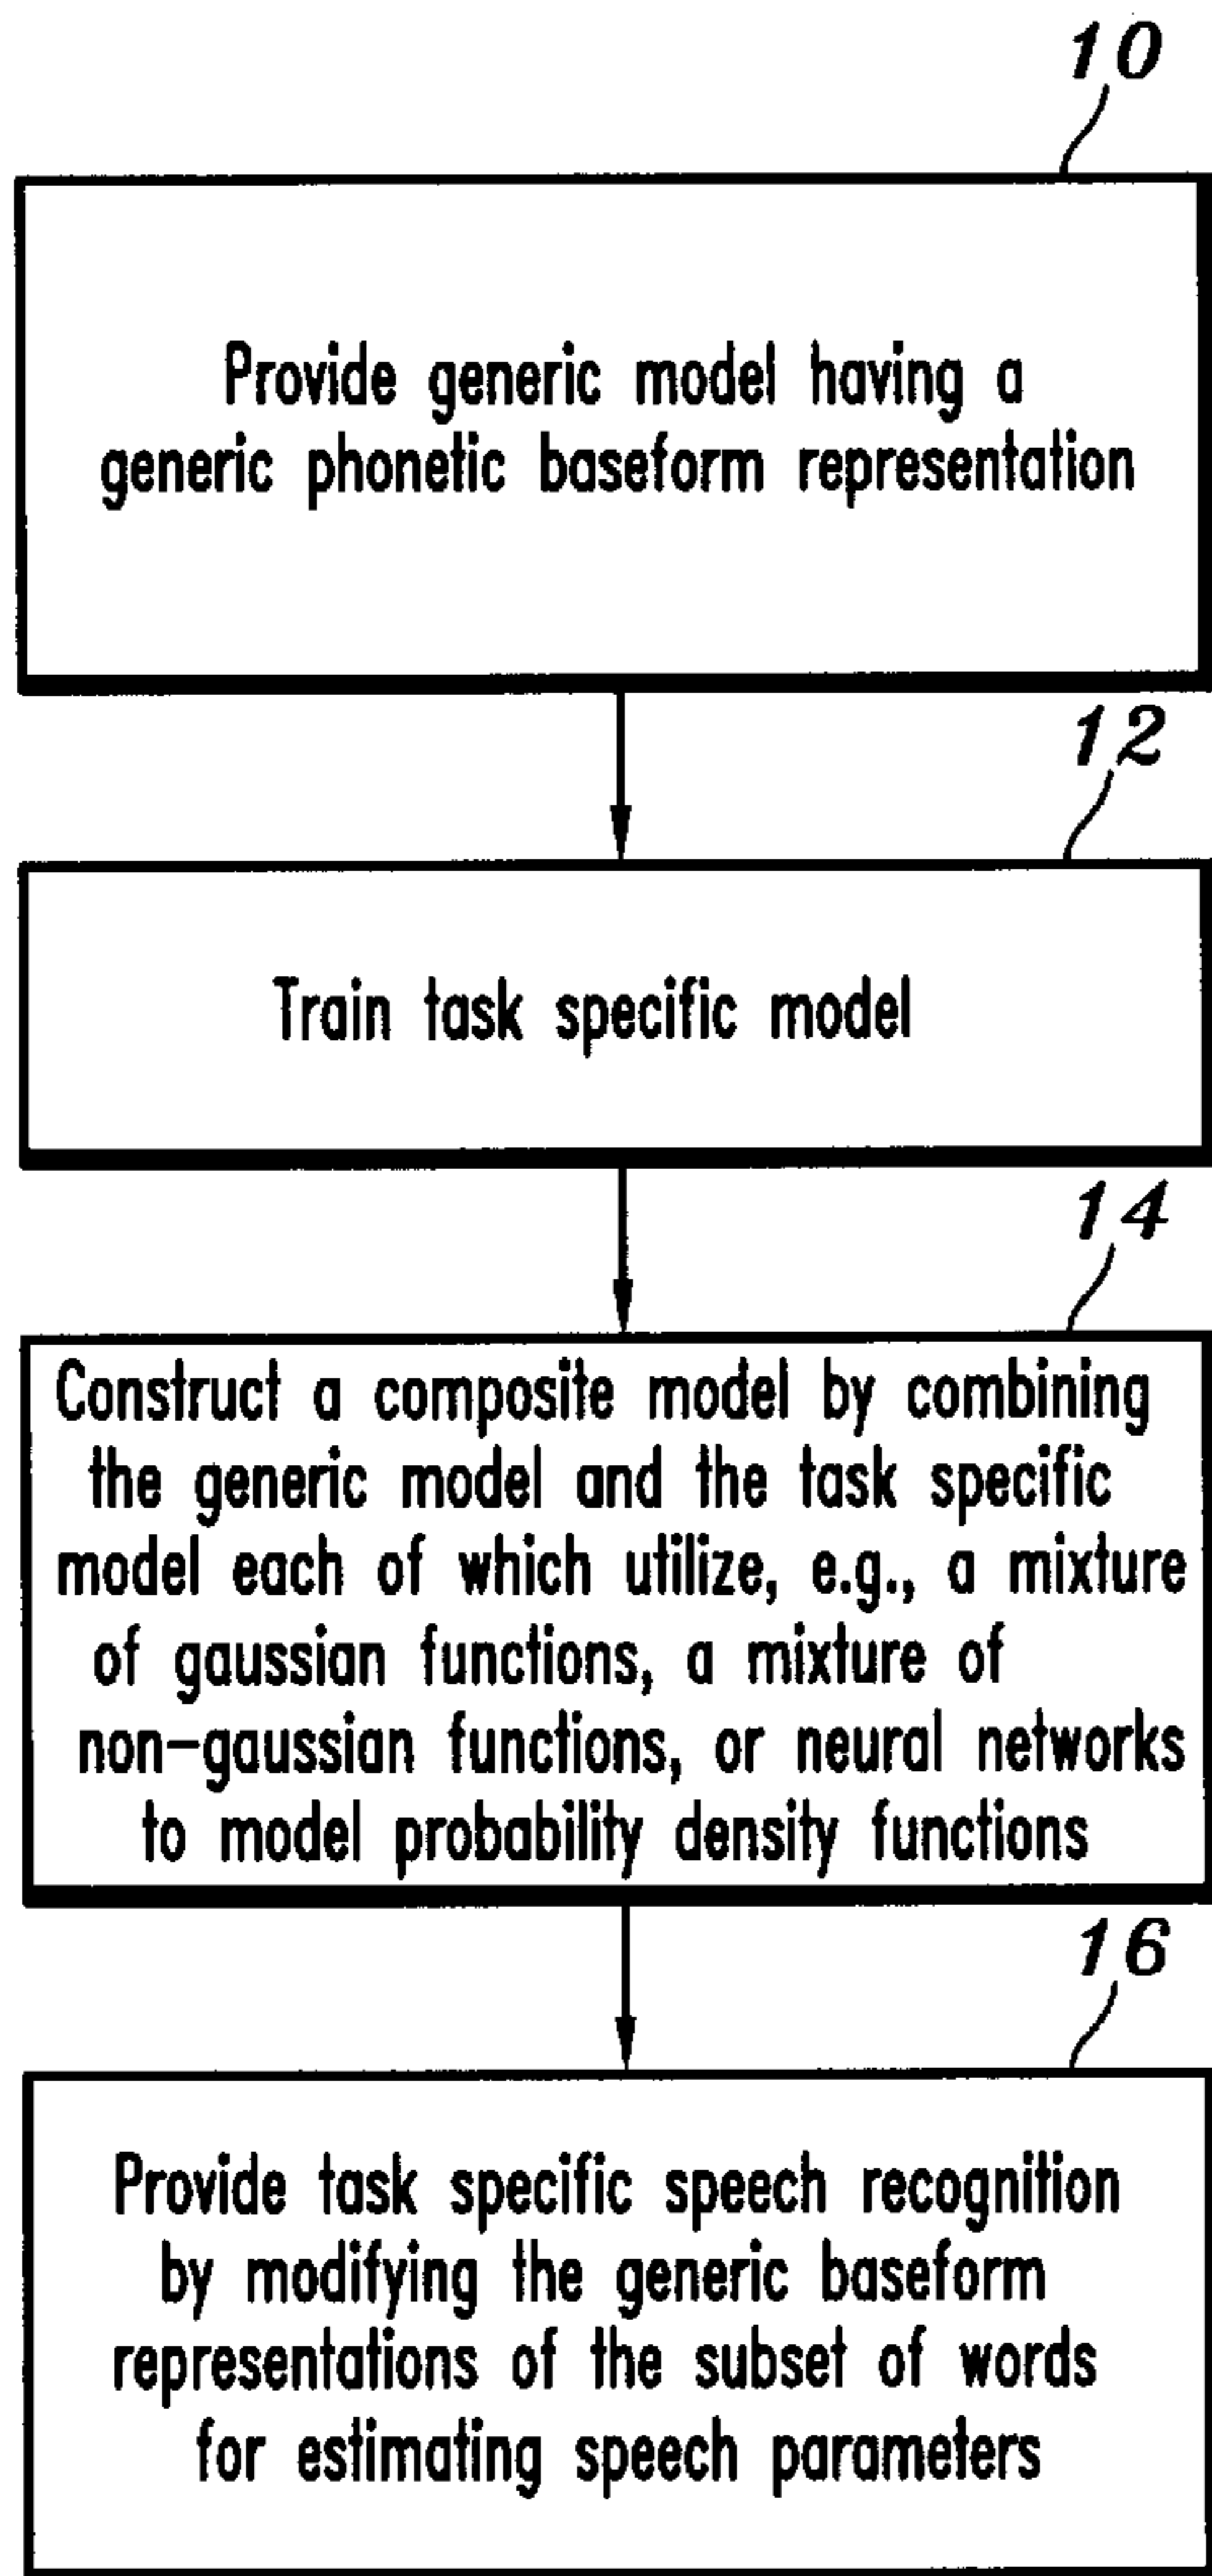 10
Provide generic model having a
generic phonetic baseform representation
12
Train task specific model
14
Construct a composite model by combining
the generic model and the task specific
model each of which utilize, e.g., a mixture
of gaussian functions, a mixture of
non-gaussian functions, or neural networks
to model probability density functions
16
Provide task specific speech recognition
by modifying the generic baseform
representations of the subset of words
for estimating speech parameters